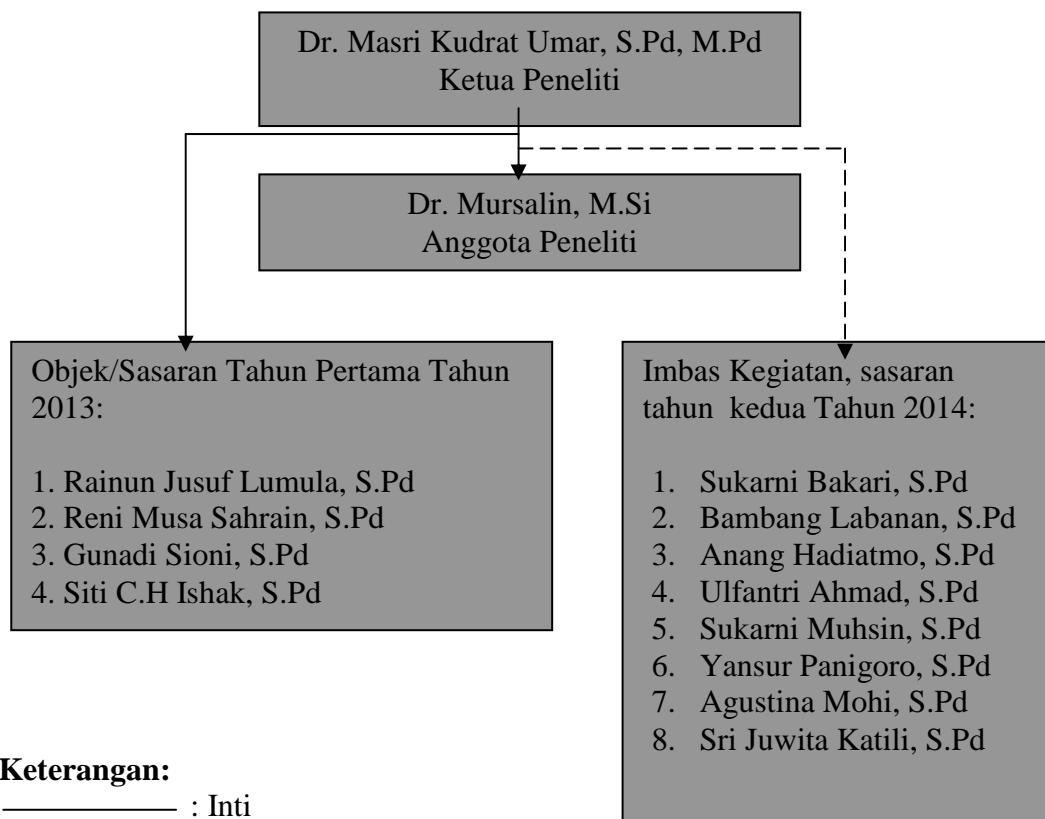 Dr. Masri Kudrat Umar, S.Pd, M.Pd
Ketua Peneliti
Dr. Mursalin, M.Si
Anggota Peneliti
Objek/Sasaran Tahun Pertama Tahun
2013:
1. Rainun Jusuf Lumula, S.Pd
2. Reni Musa Sahrain, S.Pd
3. Gunadi Sioni, S.Pd
4. Siti C.H Ishak, S.Pd
Imbas Kegiatan, sasaran
tahun kedua Tahun 2014:
1. Sukarni Bakari, S.Pd
2. Bambang Labanan, S.Pd
3. Anang Hadiatmo, S.Pd
4. Ulfantri Ahmad, S.Pd
5. Sukarni Muhsin, S.Pd
6. Yansur Panigoro, S.Pd
7. Agustina Mohi, S.Pd
8. Sri Juwita Katili, S.Pd
Keterangan:
: Inti